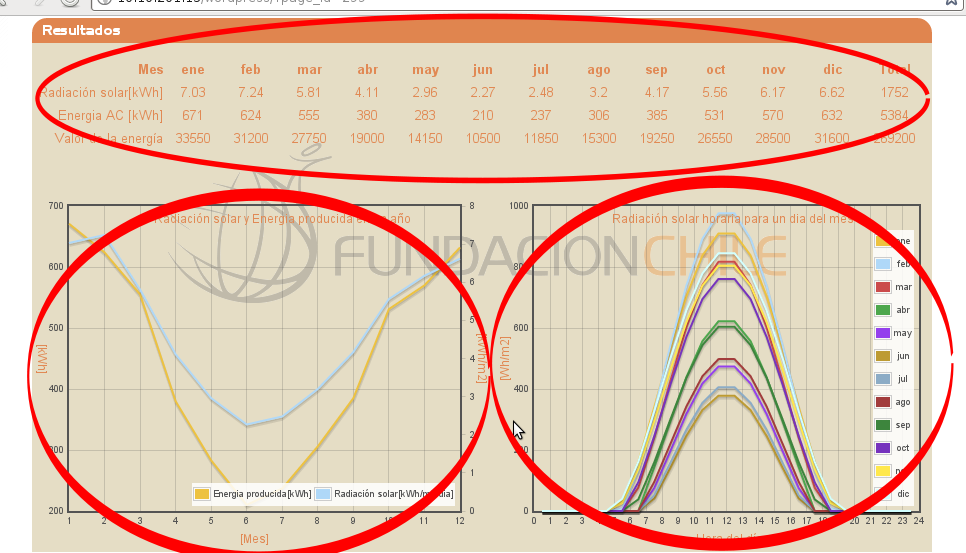 Resultados
Mes ene feb mar abr may jun jul ago sep oct nov dic Total
Radiación solar[kWh] 7.03 7.24 5.81 4.11 2.96 2.27 2.48 3.2 4.17 5.56 6.17 6.62 1752
Energia AC [kWh] 671 624 555 380 283 210 237 306 385 531 570 632 5384
Valor de la energía 33550 31200 27750 19000 14150 10500 11850 15300 19250 26550 28500 31600 269200
FUNDACIONCHILE
Radiación solar y Energia producida en un año
700
600
500
400
300
200
[kWh]
8
7
6
5
4
3
2
1
0
[kWh/m2]
Energia producida[kWh] Radiación solar[kWh/m2/dia]
1 2 3 4 5 6 7 8 9 10 11 12
[Mes]
Radiación solar horaria para un dia del mes
1000
800
600
400
200
0
[Wh/m2]
ene
feb
mar
abr
may
jun
jul
ago
sep
oct
nov
dic
0 1 2 3 4 5 6 7 8 9 10 11 12 13 14 15 16 17 18 19 20 21 22 23 24
Hora del día